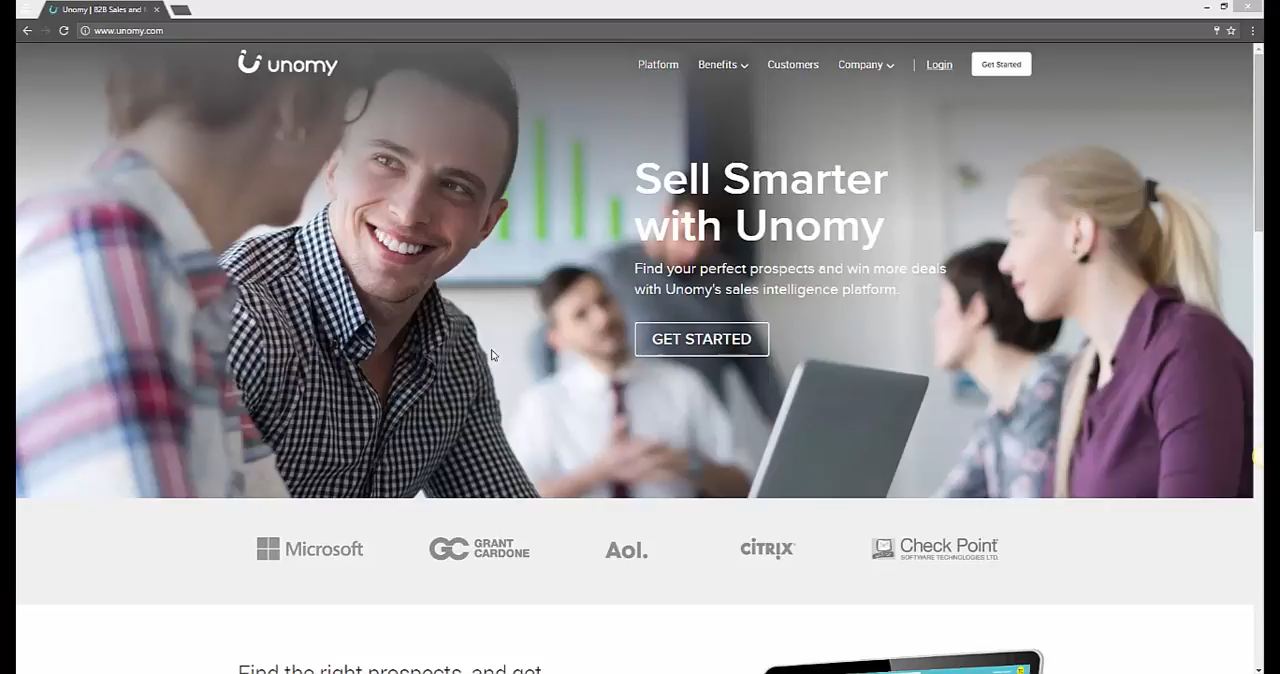 Unomy | B2B Sales and
www.unomy.com
unomy
Platform
Benefits
Customers
Company
|
Login
Get Started
Sell Smarter
with Unomy
Find your perfect prospects and win more deals
with Unomy's sales intelligence platform.
GET STARTED
Microsoft
GC GRANT
CARDONE
Aol.
CITRIX
Check Point
SOFTWARE TECHNOLOGIES LTD.
Find the right prospects, and get